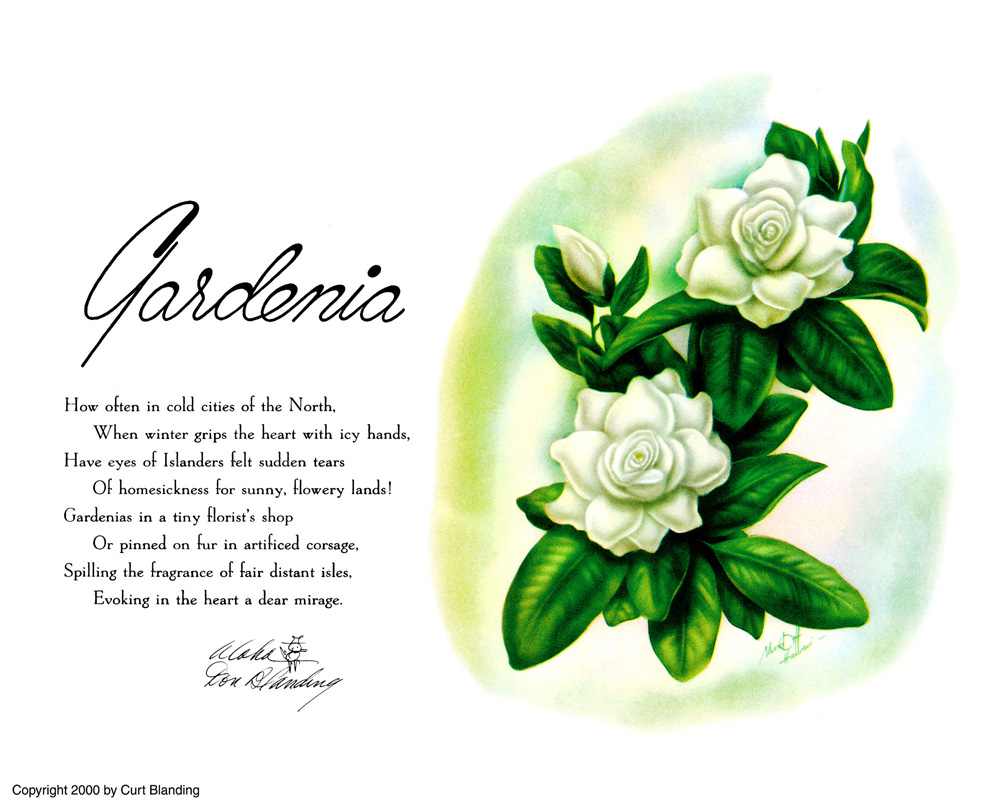 Gardenia
How often in cold cities of the North,
When winter grips the heart with icy hands,
Have eyes of Islanders felt sudden tears
Of homesickness for sunny, flowery lands!
Gardenias in a tiny florist's shop
Or pinned on fur in artificed corsage,
Spilling the fragrance of fair distant isles,
Evoking in the heart a dear mirage.
Aloha
Don Blanding
Copyright 2000 by Curt Blanding